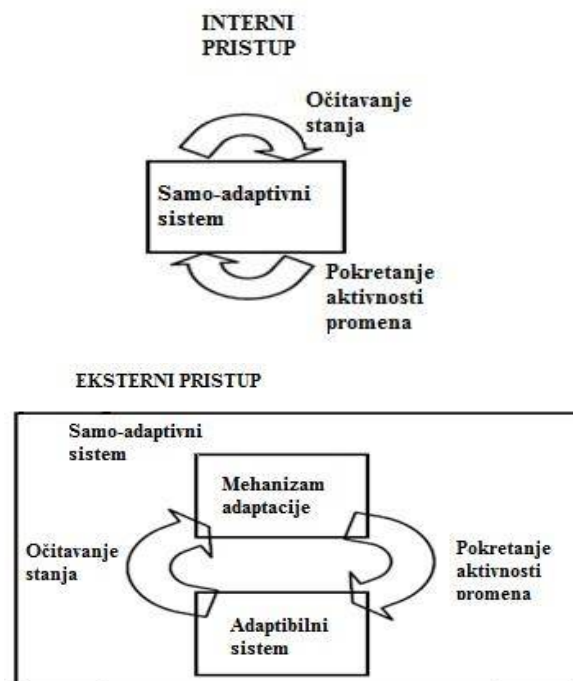 INTERNI
PRISTUP
Očitavanje
stanja
Samo-adaptivni
sistem
Pokretanje
aktivnosti
promena
EKSTERNI PRISTUP
Samo-adaptivni
sistem
Mehanizam
adaptacije
Očitavanje
stanja
Pokretanje
aktivnosti
promena
Adaptibilni
sistem